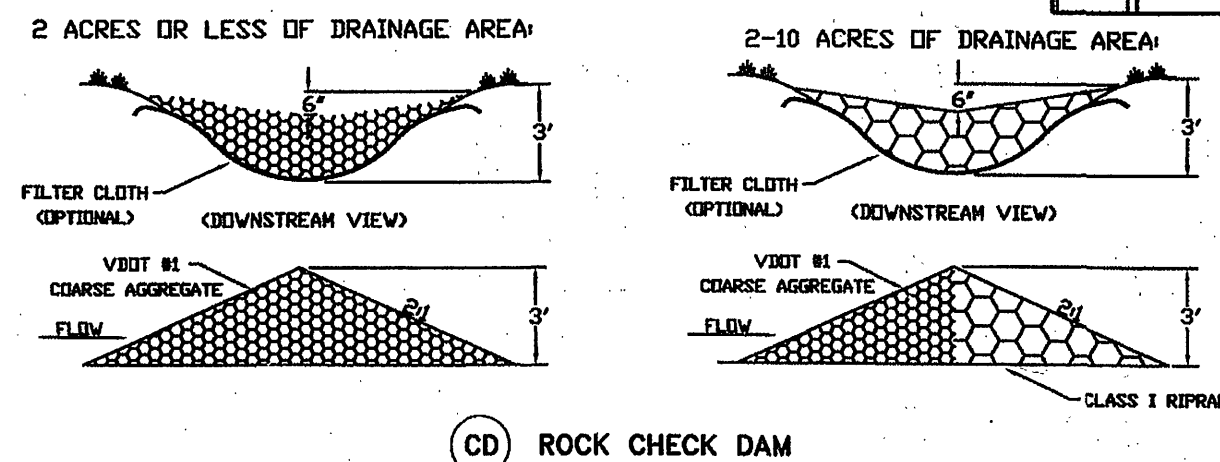 2 ACRES OR LESS OF DRAINAGE AREA:
6"
3'
FILTER CLOTH
(OPTIONAL)
(DOWNSTREAM VIEW)
VDOT #1
COARSE AGGREGATE
2:1
FLOW
3'
2-10 ACRES OF DRAINAGE AREA:
6"
3'
FILTER CLOTH
(OPTIONAL)
(DOWNSTREAM VIEW)
VDOT #1
COARSE AGGREGATE
2:1
FLOW
3'
CLASS I RIPRA
CD ROCK CHECK DAM